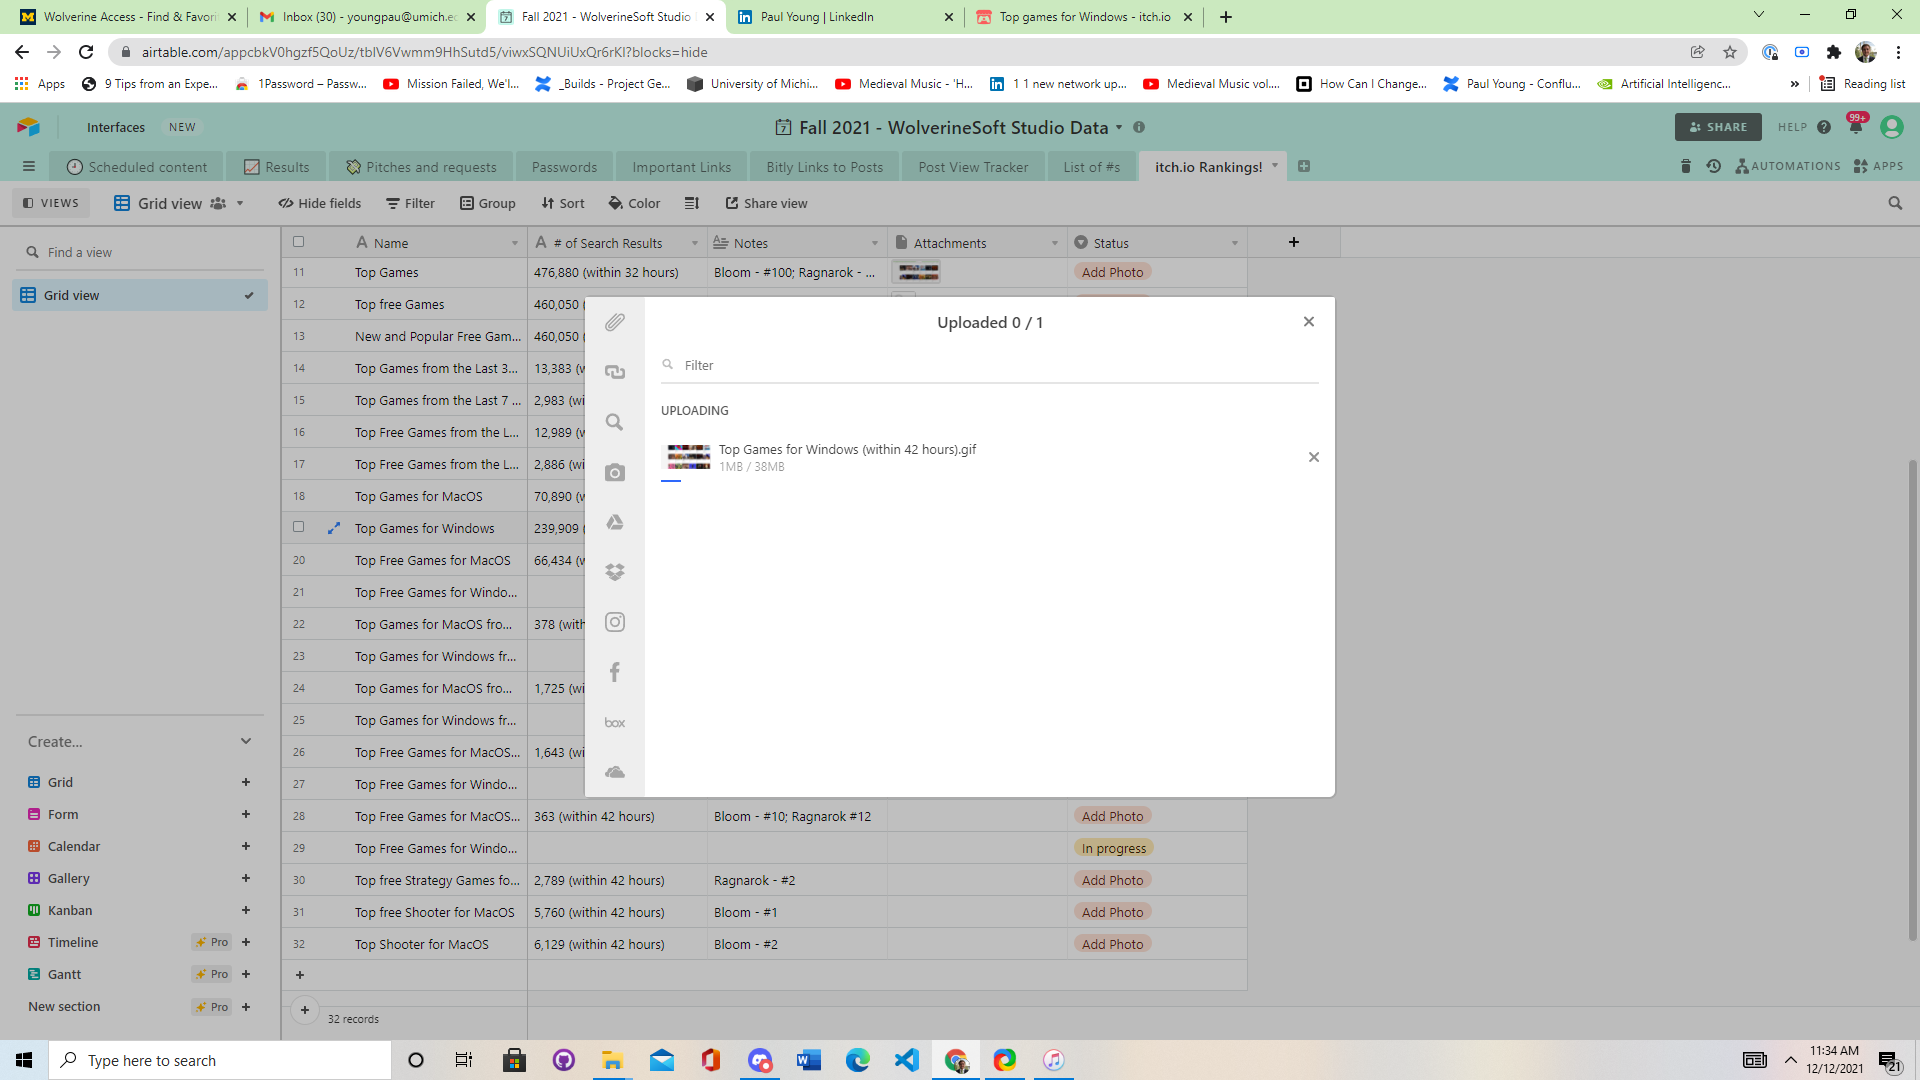 Wolverine Access - Find & Favori
Inbox (30) - youngpau@umich.ec
Fall 2021 - WolverineSoft Studio
Paul Young | LinkedIn
Top games for Windows - itch.io
airtable.com/appcbkV0hgzf5QoUz/tblV6Vwmm9HhSutd5/viwxSQNUiUxQr6rKI?blocks=hide
Apps
9 Tips from an Expe...
1Password – Passw...
Mission Failed, We'l...
_Builds - Project Ge...
University of Michi...
Medieval Music - 'H...
1 1 new network up...
Medieval Music vol....
How Can I Change...
Paul Young - Conflu...
Artificial Intelligenc...
»
Reading list
Interfaces NEW
Fall 2021 - WolverineSoft Studio Data
SHARE
HELP
99+
Scheduled content
Results
Pitches and requests
Passwords
Important Links
Bitly Links to Posts
Post View Tracker
List of #s
itch.io Rankings!
AUTOMATIONS
APPS
VIEWS
Grid view
Hide fields
Filter
Group
Sort
Color
Share view
Find a view
Grid view
Name
# of Search Results
Notes
Attachments
Status
11 Top Games 476,880 (within 32 hours) Bloom - #100; Ragnarok - ... Add Photo
12 Top free Games 460,050
13 New and Popular Free Gam... 460,050
14 Top Games from the Last 3... 13,383 (w
15 Top Games from the Last 7 ... 2,983 (wi
16 Top Free Games from the L... 12,989 (w
17 Top Free Games from the L... 2,886 (wi
18 Top Games for MacOS 70,890 (w
Top Games for Windows 239,909 (
20 Top Free Games for MacOS 66,434 (w
21 Top Free Games for Windo...
22 Top Games for MacOS fro... 378 (with
23 Top Games for Windows fr...
24 Top Games for MacOS fro... 1,725 (wi
25 Top Games for Windows fr...
26 Top Free Games for MacOS... 1,643 (wi
27 Top Free Games for Windo...
28 Top Free Games for MacOS... 363 (within 42 hours) Bloom - #10; Ragnarok #12 Add Photo
29 Top Free Games for Windo... In progress
30 Top free Strategy Games fo... 2,789 (within 42 hours) Ragnarok - #2 Add Photo
31 Top free Shooter for MacOS 5,760 (within 42 hours) Bloom - #1 Add Photo
32 Top Shooter for MacOS 6,129 (within 42 hours) Bloom - #2 Add Photo
32 records
Uploaded 0 / 1
Filter
UPLOADING
Top Games for Windows (within 42 hours).gif
1MB / 38MB
box
Create...
Grid
Form
Calendar
Gallery
Kanban
Timeline Pro
Gantt Pro
New section Pro
Type here to search
11:34 AM
12/12/2021
21